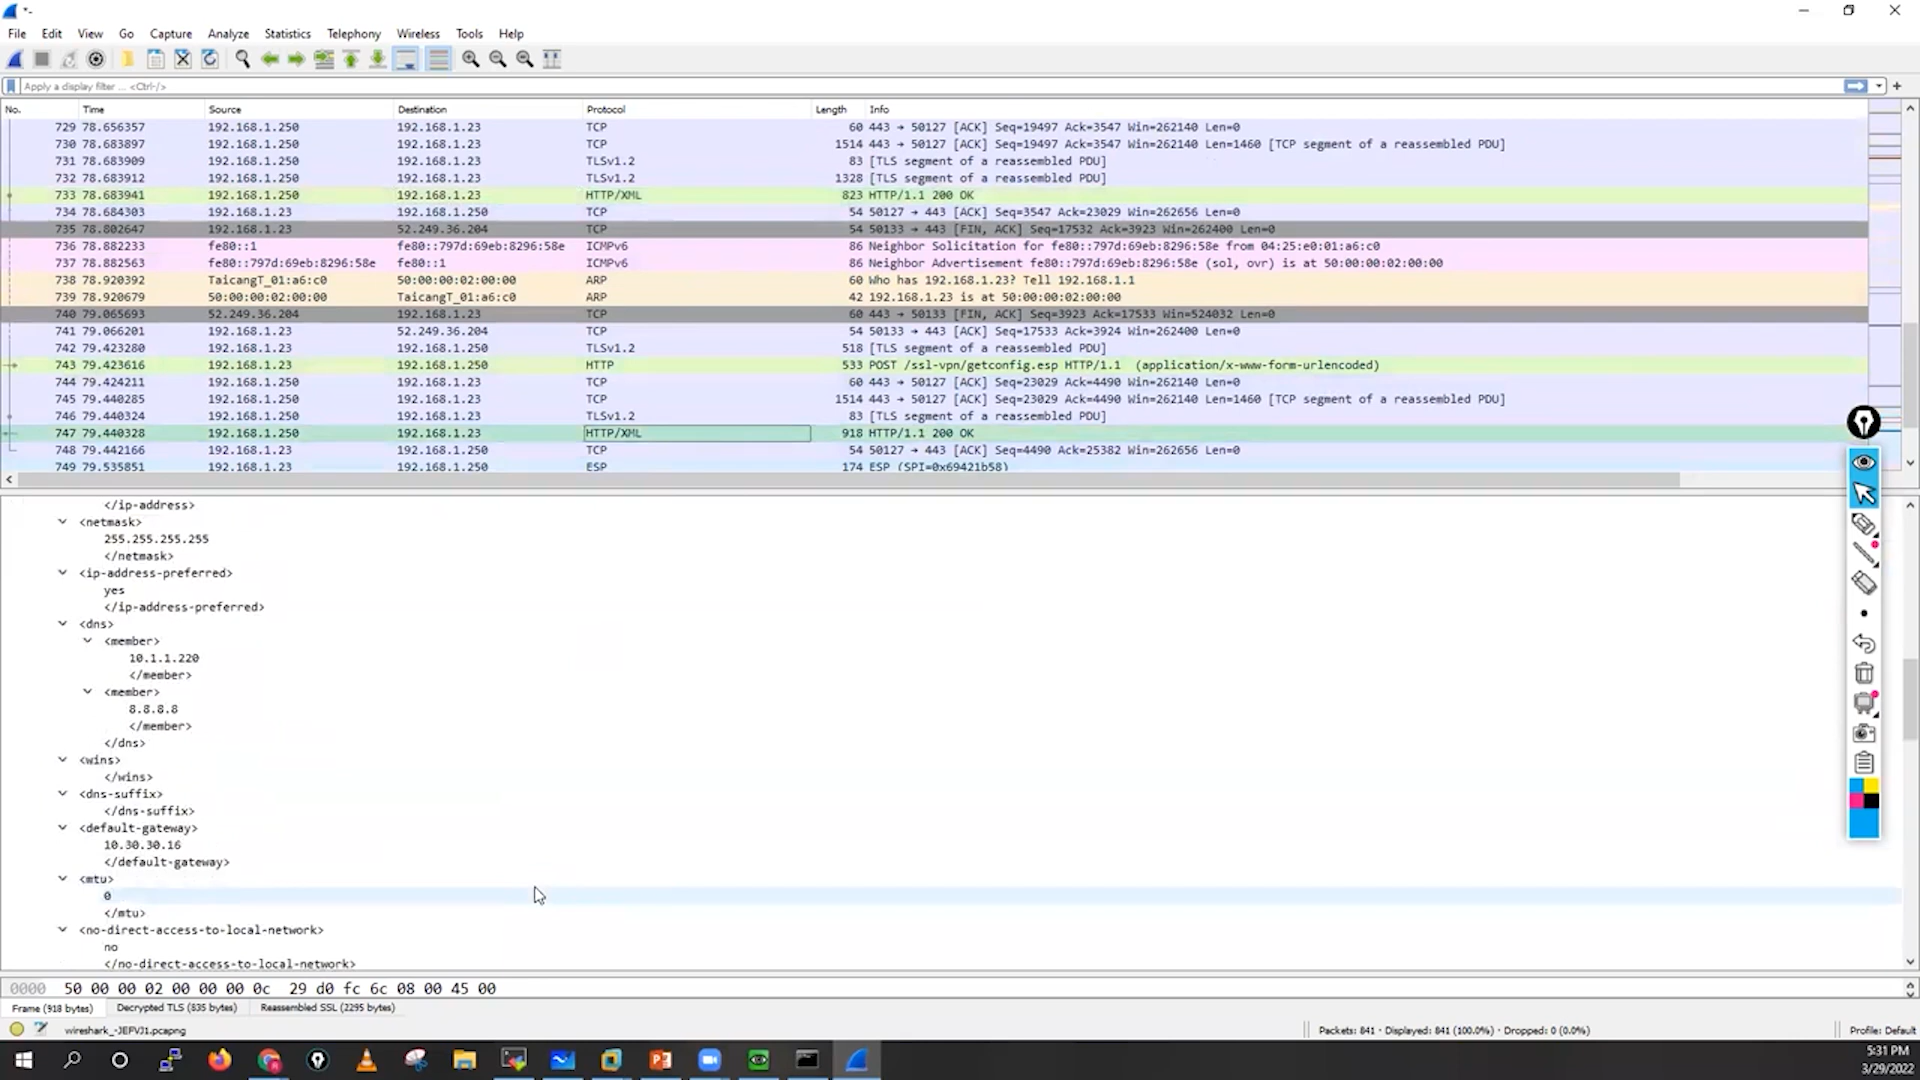 File Edit View Go Capture Analyze Statistics Telephony Wireless Tools Help
Apply a display filter ... <Ctrl-/>
No. Time Source Destination Protocol Length Info
729 78.656357 192.168.1.250 192.168.1.23 TCP 60 443 → 50127 [ACK] Seq=19497 Ack=3547 Win=262140 Len=0
730 78.683897 192.168.1.250 192.168.1.23 TCP 1514 443 → 50127 [ACK] Seq=19497 Ack=3547 Win=262140 Len=1460 [TCP segment of a reassembled PDU]
731 78.683909 192.168.1.250 192.168.1.23 TLSv1.2 83 [TLS segment of a reassembled PDU]
732 78.683912 192.168.1.250 192.168.1.23 TLSv1.2 1328 [TLS segment of a reassembled PDU]
733 78.683941 192.168.1.250 192.168.1.23 HTTP/XML 823 HTTP/1.1 200 OK
734 78.684303 192.168.1.23 192.168.1.250 TCP 54 50127 → 443 [ACK] Seq=3547 Ack=23029 Win=262656 Len=0
735 78.802647 192.168.1.23 52.249.36.204 TCP 54 50133 → 443 [FIN, ACK] Seq=17532 Ack=3923 Win=262400 Len=0
736 78.882233 fe80::1 fe80::797d:69eb:8296:58e ICMPv6 86 Neighbor Solicitation for fe80::797d:69eb:8296:58e from 04:25:e0:01:a6:c0
737 78.882563 fe80::797d:69eb:8296:58e fe80::1 ICMPv6 86 Neighbor Advertisement fe80::797d:69eb:8296:58e (sol, ovr) is at 50:00:00:02:00:00
738 78.920392 TaicangT_01:a6:c0 50:00:00:02:00:00 ARP 60 Who has 192.168.1.23? Tell 192.168.1.1
739 78.920679 50:00:00:02:00:00 TaicangT_01:a6:c0 ARP 42 192.168.1.23 is at 50:00:00:02:00:00
740 79.065693 52.249.36.204 192.168.1.23 TCP 60 443 → 50133 [FIN, ACK] Seq=3923 Ack=17533 Win=524032 Len=0
741 79.066201 192.168.1.23 52.249.36.204 TCP 54 50133 → 443 [ACK] Seq=17533 Ack=3924 Win=262400 Len=0
742 79.423280 192.168.1.23 192.168.1.250 TLSv1.2 518 [TLS segment of a reassembled PDU]
743 79.423616 192.168.1.23 192.168.1.250 HTTP 533 POST /ssl-vpn/getconfig.esp HTTP/1.1 (application/x-www-form-urlencoded)
744 79.424211 192.168.1.250 192.168.1.23 TCP 60 443 → 50127 [ACK] Seq=23029 Ack=4490 Win=262140 Len=0
745 79.440285 192.168.1.250 192.168.1.23 TCP 1514 443 → 50127 [ACK] Seq=23029 Ack=4490 Win=262140 Len=1460 [TCP segment of a reassembled PDU]
746 79.440324 192.168.1.250 192.168.1.23 TLSv1.2 83 [TLS segment of a reassembled PDU]
747 79.440328 192.168.1.250 192.168.1.23 HTTP/XML 918 HTTP/1.1 200 OK
748 79.442166 192.168.1.23 192.168.1.250 TCP 54 50127 → 443 [ACK] Seq=4490 Ack=25382 Win=262656 Len=0
749 79.535851 192.168.1.23 192.168.1.250 ESP 174 ESP (SPI=0x69421b58)
</ip-address>
<netmask>
255.255.255.255
</netmask>
<ip-address-preferred>
yes
</ip-address-preferred>
<dns>
<member>
10.1.1.220
</member>
<member>
8.8.8.8
</member>
</dns>
<wins>
</wins>
<dns-suffix>
</dns-suffix>
<default-gateway>
10.30.30.16
</default-gateway>
<mtu>
0
</mtu>
<no-direct-access-to-local-network>
no
</no-direct-access-to-local-network>
0000 50 00 00 02 00 00 00 0c 29 d0 fc 6c 08 00 45 00
Frame (918 bytes) Decrypted TLS (835 bytes) Reassembled SSL (2295 bytes)
wireshark_-JEFVJ1.pcapng Packets: 841 · Displayed: 841 (100.0%) · Dropped: 0 (0.0%) Profile: Default
5:31 PM
3/29/2022